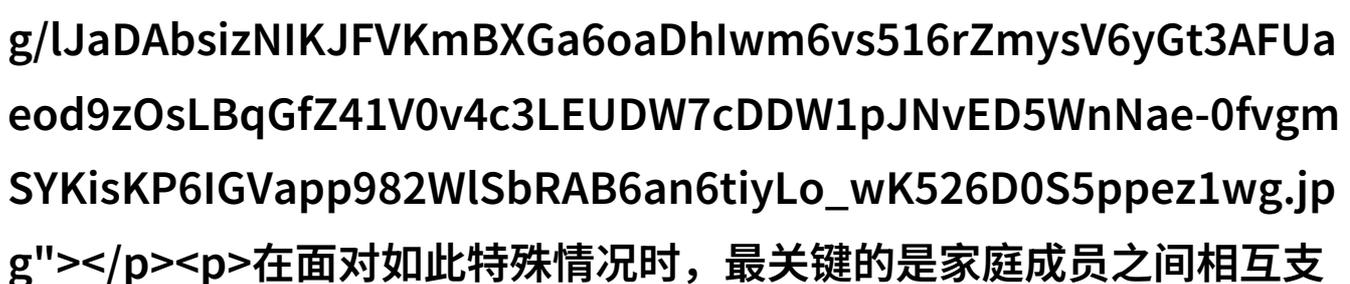 g/lJaDAbsizNIKJFVKmBXGa6oaDhIwm6vs516rZmysV6yGt3AFUa
eod9zOsLBqGfZ41V0v4c3LEUDW7cDDW1pJNvED5WnNae-0fvgm
SYKisKP6IGVapp982WlSbRAB6an6tiyLo_wK526D0S5ppez1wg.jp
g"></p><p>在面对如此特殊情况时，最关键的是家庭成员之间相互支